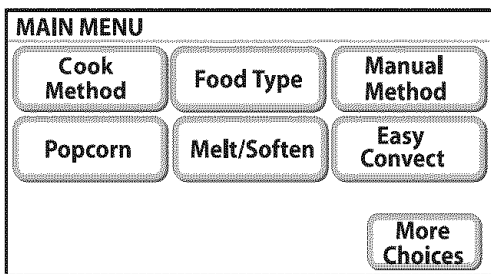 MAIN MENU
Cook
Method
Food Type
Manual
Method
Popcorn
Melt/Soften
Easy
Convect
More
Choices